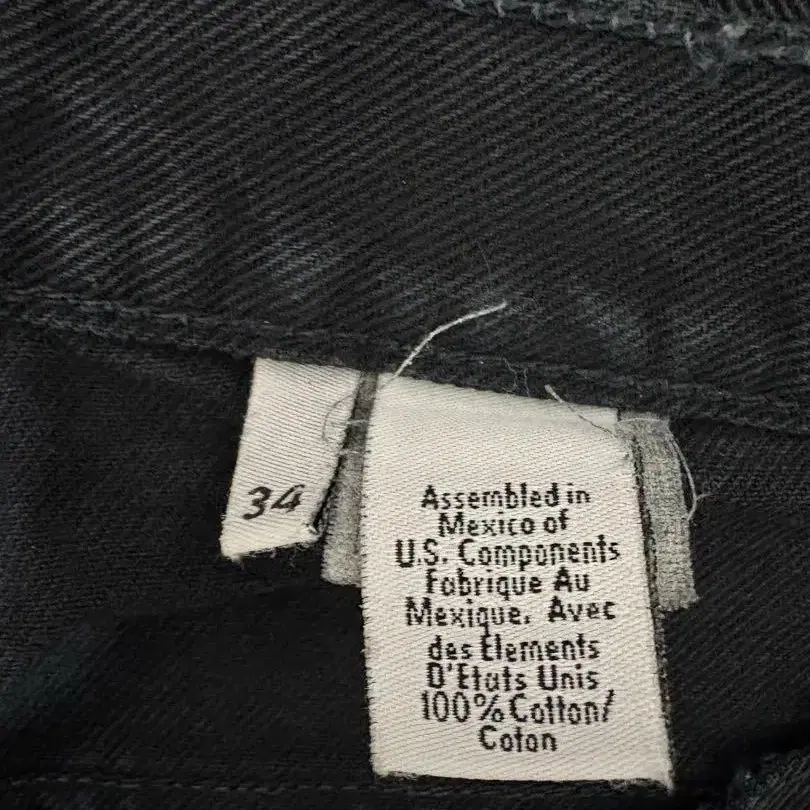 34
Assembled in
Mexico of
U.S. Components
Fabrique Au
Mexique. Avec
des Elements
D'Etats Unis
100% Cotton/
Coton